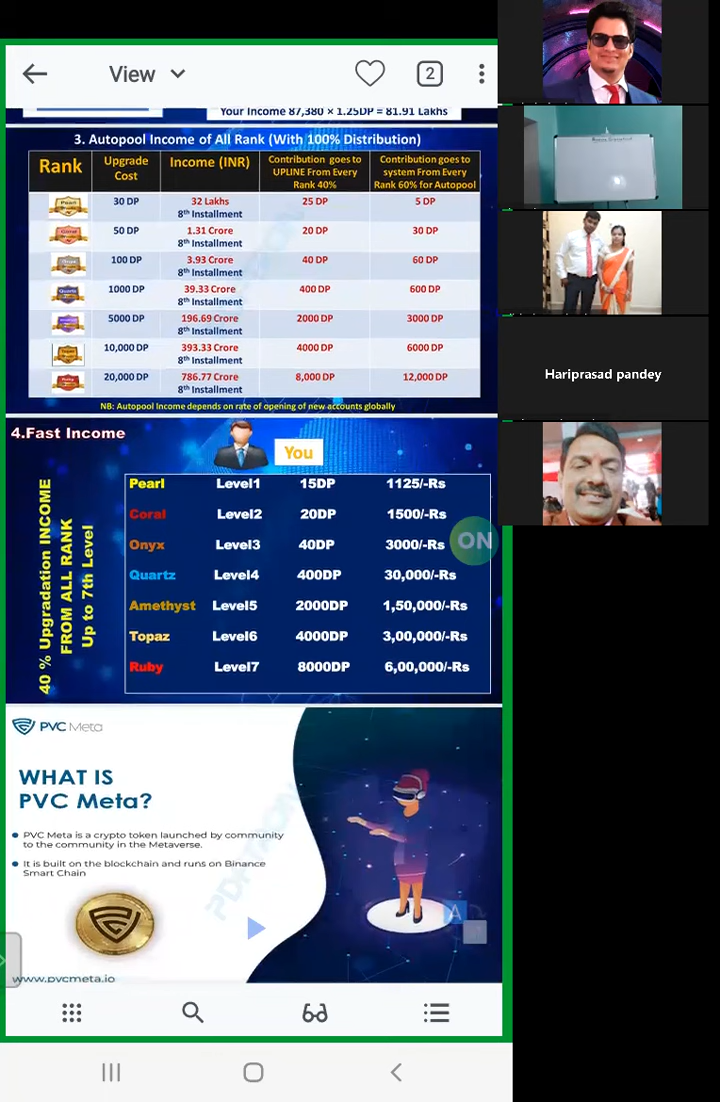 View
2
Your Income 87,380 × 1.25DP = 81.91 Lakhs
3. Autopool Income of All Rank (With 100% Distribution)
Rank Upgrade Cost Income (INR) Contribution goes to UPLINE From Every Rank 40% Contribution goes to system From Every Rank 60% for Autopool
30 DP 32 Lakhs 8th Installment 25 DP 5 DP
50 DP 1.31 Crore 8th Installment 20 DP 30 DP
100 DP 3.93 Crore 8th Installment 40 DP 60 DP
1000 DP 39.33 Crore 8th Installment 400 DP 600 DP
5000 DP 196.69 Crore 8th Installment 2000 DP 3000 DP
10,000 DP 393.33 Crore 8th Installment 4000 DP 6000 DP
20,000 DP 786.77 Crore 8th Installment 8,000 DP 12,000 DP
NB: Autopool Income depends on rate of opening of new accounts globally
4.Fast Income
You
40 % Upgradation INCOME
FROM ALL RANK
Up to 7th Level
Pearl Level1 15DP 1125/-Rs
Coral Level2 20DP 1500/-Rs
Onyx Level3 40DP 3000/-Rs
Quartz Level4 400DP 30,000/-Rs
Amethyst Level5 2000DP 1,50,000/-Rs
Topaz Level6 4000DP 3,00,000/-Rs
Ruby Level7 8000DP 6,00,000/-Rs
ON
PVC Meta
WHAT IS
PVC Meta?
PVC Meta is a crypto token launched by community
to the community in the Metaverse.
It is built on the blockchain and runs on Binance
Smart Chain
A
www.pvcmeta.io
Hariprasad pandey